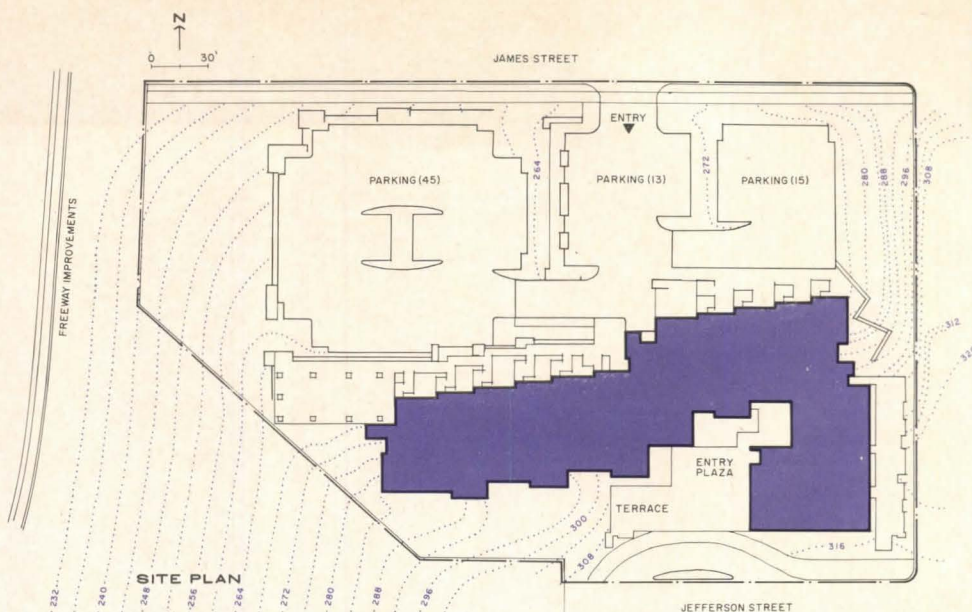 N
0 30'
JAMES STREET
ENTRY
PARKING (45)
PARKING (13)
PARKING (15)
264
272
280
288
296
308
FREEWAY IMPROVEMENTS
312
ENTRY
PLAZA
TERRACE
300
308
316
SITE PLAN
232
240
248
256
264
272
280
288
296
JEFFERSON STREET